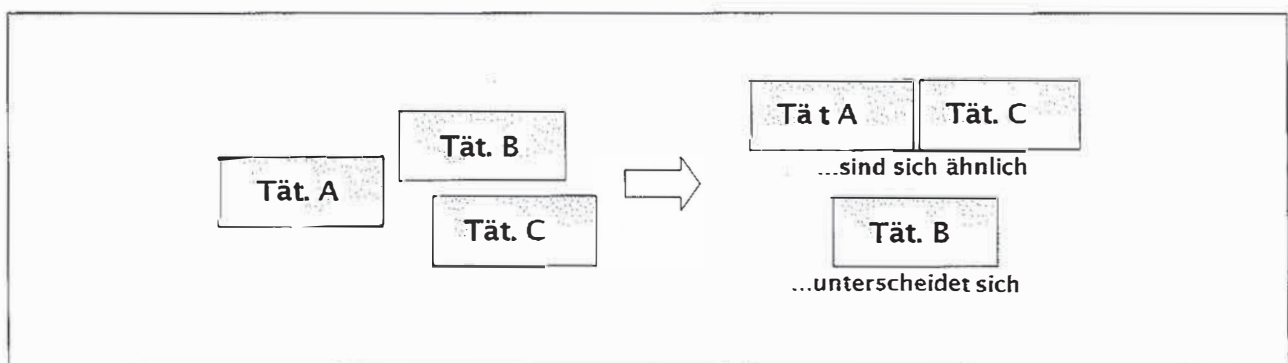 Tät. A
Tät. B
Tät. C
Tä t A
Tät. C
...sind sich ähnlich
Tät. B
...unterscheidet sich